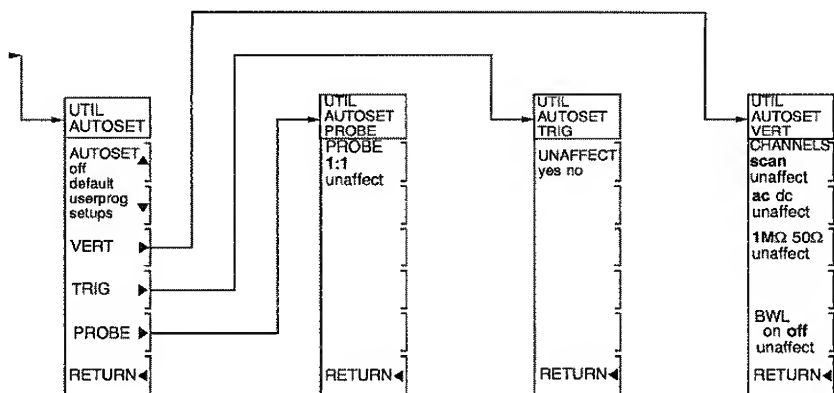 UTIL
AUTOSET
AUTOSET
off
default
userprog
setups
VERT
TRIG
PROBE
RETURN
UTIL
AUTOSET
PROBE
PROBE
1:1
unaffect
RETURN
UTIL
AUTOSET
TRIG
UNAFFECT
yes no
RETURN
UTIL
AUTOSET
VERT
CHANNELS
scan
unaffect
ac dc
unaffect
1MΩ 50Ω
unaffect
BWL
on off
unaffect
RETURN